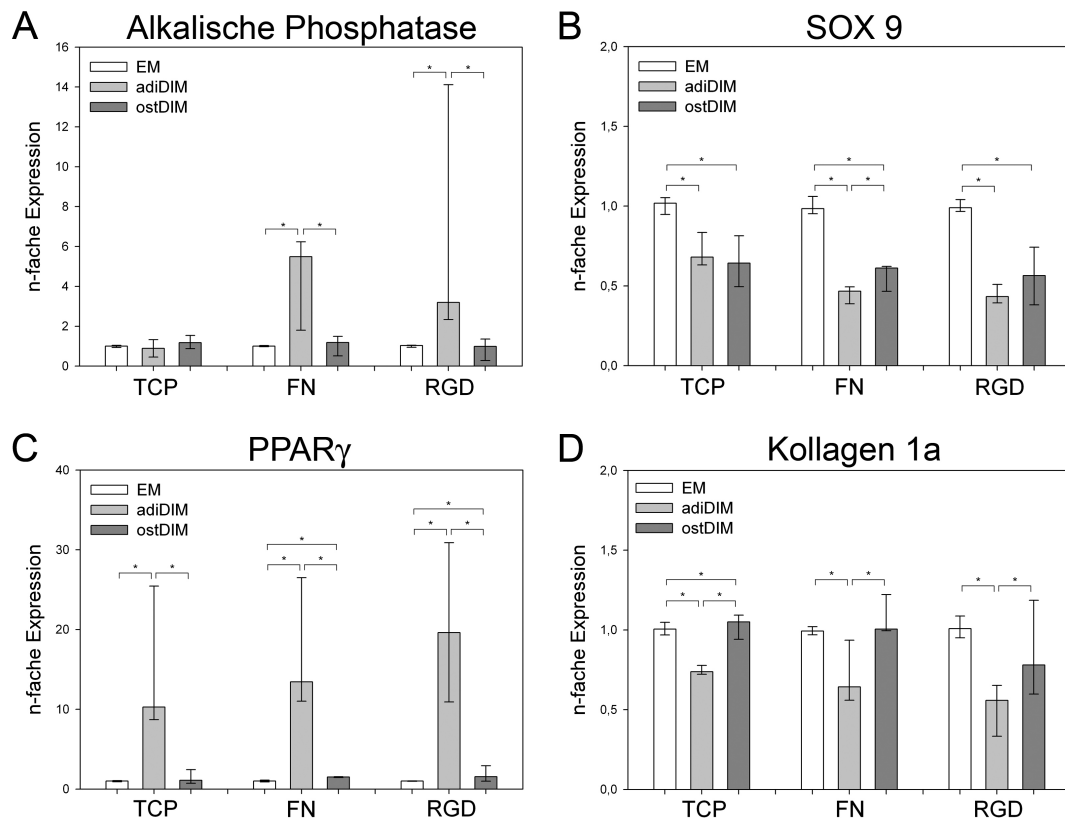 A Alkalische Phosphatase
n-fache Expression
16
14
12
10
8
6
4
2
0
EM
adiDIM
ostDIM
* *
* *
TCP FN RGD
B SOX 9
n-fache Expression
2,0
1,5
1,0
0,5
0,0
EM
adiDIM
ostDIM
* * *
* * * *
*
TCP FN RGD
C PPARγ
n-fache Expression
40
30
20
10
0
EM
adiDIM
ostDIM
*
* *
*
* *
* *
TCP FN RGD
D Kollagen 1a
n-fache Expression
2,0
1,5
1,0
0,5
0,0
EM
adiDIM
ostDIM
*
* * * *
* *
TCP FN RGD